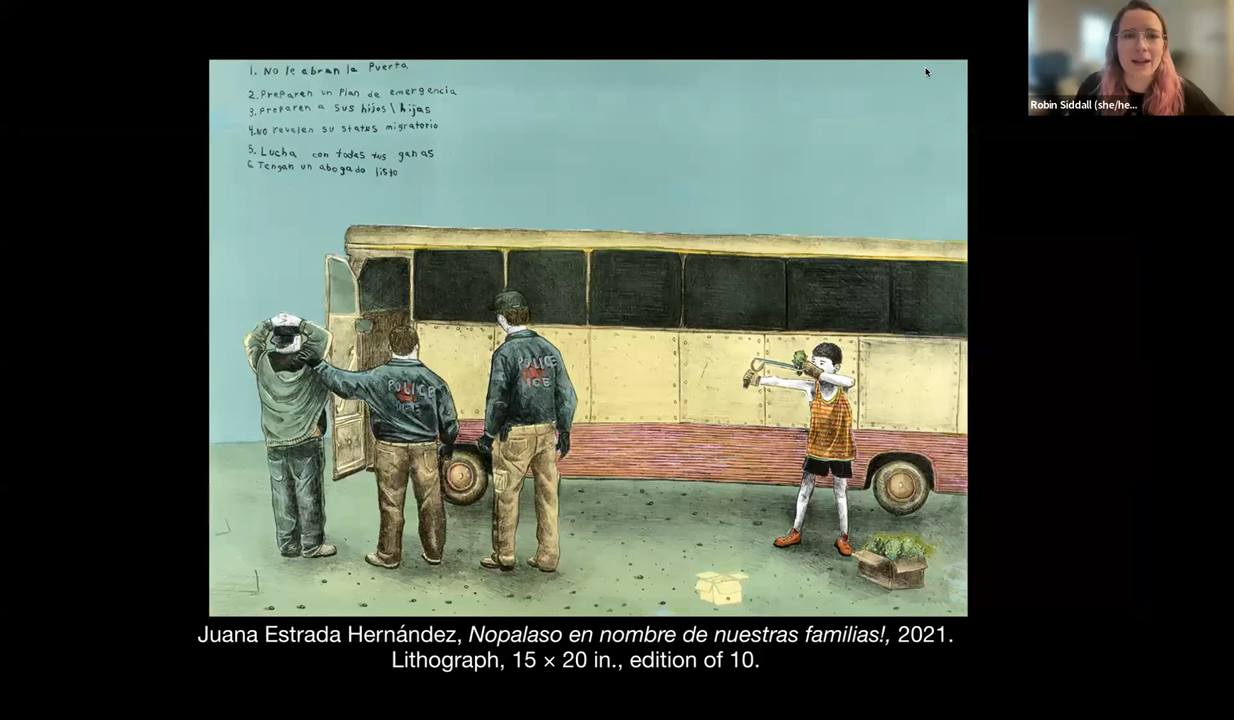 1. No le abran la Puerta
2. Preparen un Plan de emergencia
3. Preparen a sus hijos\hijas
4. No revelen su status migratorio
5. Lucha con todas tus ganas
6. Tengan un abogado listo
POLICE
ICE
POLICE
ICE
Robin Siddall (she/he...
Juana Estrada Hernández, Nopalaso en nombre de nuestras familias!, 2021.
Lithograph, 15 × 20 in., edition of 10.